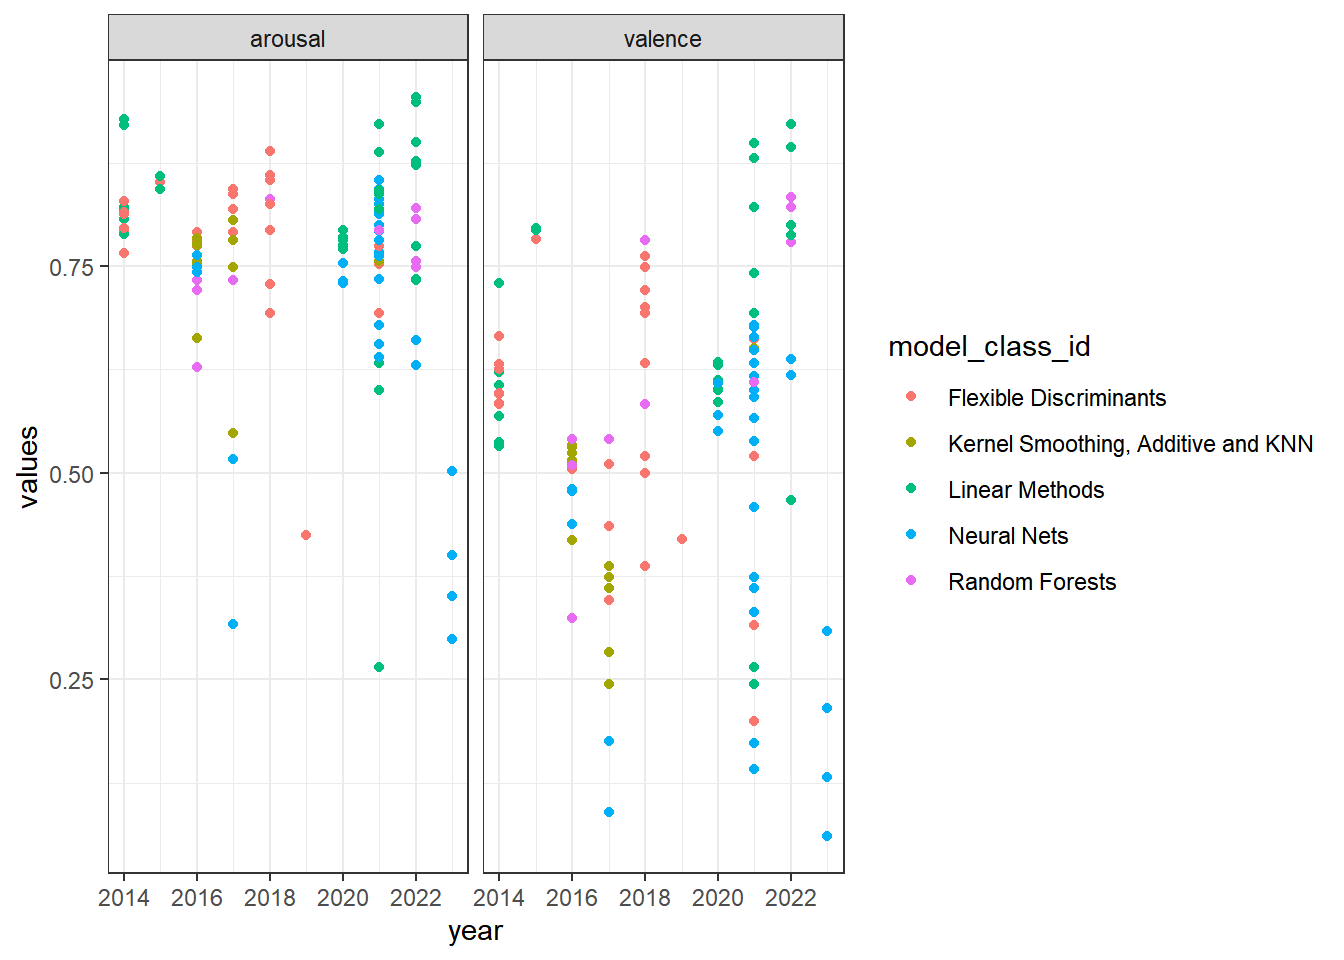 arousal
valence
values
0.75
0.50
0.25
2014 2016 2018 2020 2022
2014 2016 2018 2020 2022
year
model_class_id
Flexible Discriminants
Kernel Smoothing, Additive and KNN
Linear Methods
Neural Nets
Random Forests